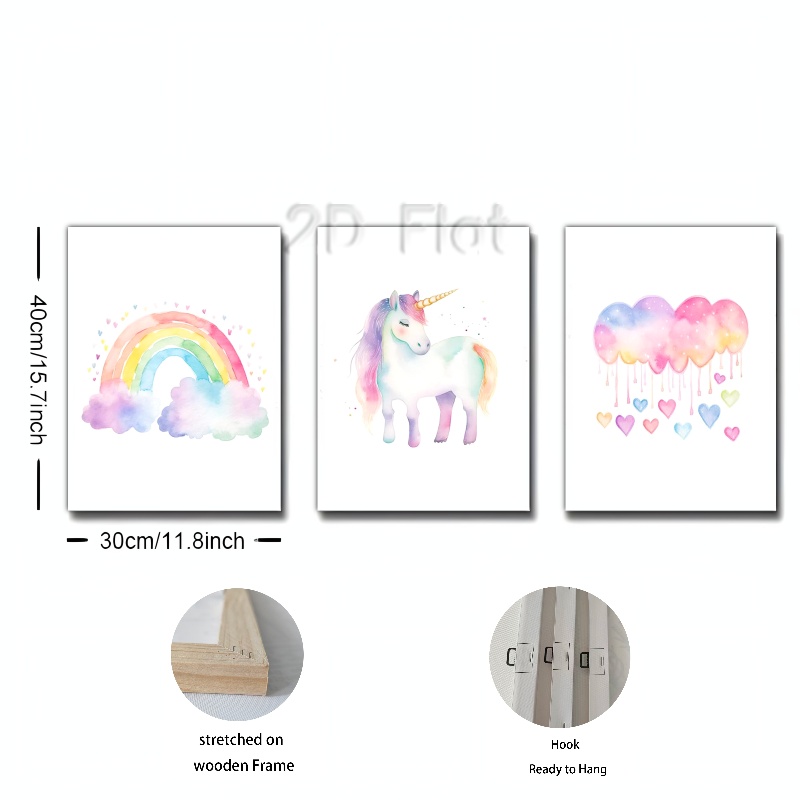 2D Flat
40cm/15.7inch
30cm/11.8inch
stretched on
wooden Frame
Hook
Ready to Hang